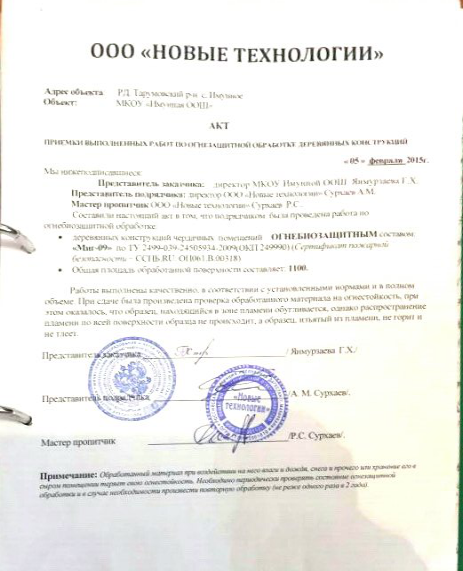 ООО «НОВЫЕ ТЕХНОЛОГИИ»
Адрес объекта РД, Тарумовский р-н. с. Имунное
Объект: МКОУ «Имунная ООШ»
АКТ
ПРИЕМКИ ВЫПОЛНЕННЫХ РАБОТ ПО ОГНЕЗАЩИТНОЙ ОБРАБОТКЕ ДЕРЕВЯННЫХ КОНСТРУКЦИЙ
« 05 » февраля 2015г.
Мы нижеподписавшиеся:
Представитель заказчика: директор МКОУ Имунной ООШ Янмурзаева Г.Х.
Представитель подрядчика: директор ООО «Новые технологии» Сурхаев А.М.
Мастер пропитчик ООО «Новые технологии» Сурхаев Р.С.
Составили настоящий акт в том, что подрядчиком была проведена работа по
огнебиозащитной обработке:
• деревянных конструкций чердачных помещений ОГНЕБИОЗАЩИТНЫМ составом
«Миг-09» по ТУ 2499-039-24505934-2009(ОКП 249990) (Сертификат пожарной
безопасности – ССПБ.RU. ОП061.В.00318)
• Общая площадь обработанной поверхности составляет 1100.
Работы выполнены качественно, в соответствии с установленными нормами и в полном
объеме. При сдаче была произведена проверка обработанного материала на огнестойкость, при
этом оказалось, что образец, находящийся в зоне пламени обугливается, однако распространение
пламени по всей поверхности образца не происходит, а образец, изъятый из пламени, не горит и
не тлеет.
Представитель заказчика / Янмурзаева Г.Х./
Представитель подрядчика /А. М. Сурхаев/.
«НОВЫЕ
ТЕХНОЛОГИИ»
Мастер пропитчик /Р.С. Сурхаев/.
Примечание: Обработанный материал при воздействии на него влаги и дождя, снега и прочего или хранение его в
сыром помещении теряет свою огнестойкость. Необходимо периодически проверять состояние огнезащитной
обработки и в случае необходимости произвести повторную обработку (не реже одного раза в 2 года).